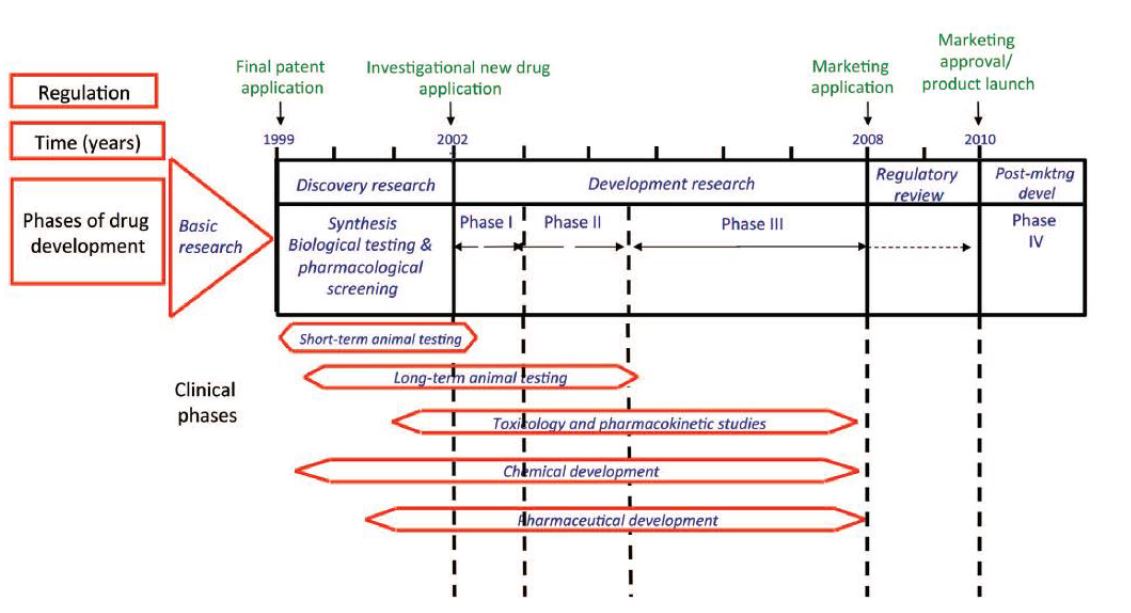 Marketing
approval/
product launch
Final patent
application
Investigational new drug
application
Marketing
application
Regulation
Time (years)
1999
2002
2008
2010
Phases of drug
development
Basic
research
Discovery research
Development research
Regulatory
review
Post-mktng
devel
Synthesis
Biological testing &
pharmacological
screening
Phase I
Phase II
Phase III
Phase
IV
Short-term animal testing
Long-term animal testing
Clinical
phases
Toxicology and pharmacokinetic studies
Chemical development
Pharmaceutical development